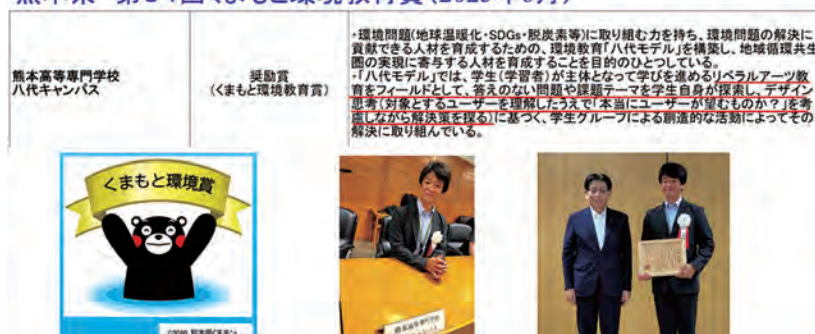 熊本高等専門学校
八代キャンパス
奨励賞
(くまもと環境教育賞)
・環境問題(地球温暖化・SDGs・脱炭素等)に取り組む力を持ち、環境問題の解決に
貢献できる人材を育成するための、環境教育「八代モデル」を構築し、地域循環共生
圏の実現に寄与する人材を育成することを目的のひとつとしている。
・「八代モデル」では、学生(学習者)が主体となって学びを進めるリベラルアーツ教
育をフィールドとして、答えのない問題や課題テーマを学生自身が探索し、デザイン
思考(対象とするユーザーを理解したうえで「本当にユーザーが望むものか?」を考
慮しながら解決策を探る)に基づく、学生グループによる創造的な活動によってその
解決に取り組んでいる。
くまもと環境賞